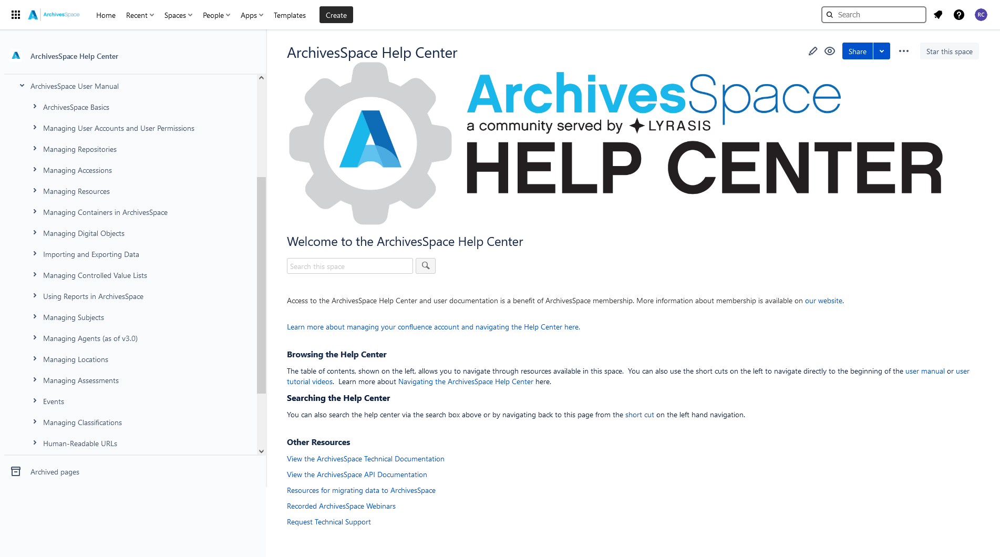 ArchivesSpace
Home
Recent
Spaces
People
Apps
Templates
Create
Search
RC
ArchivesSpace Help Center
ArchivesSpace User Manual
ArchivesSpace Basics
Managing User Accounts and User Permissions
Managing Repositories
Managing Accessions
Managing Resources
Managing Containers in ArchivesSpace
Managing Digital Objects
Importing and Exporting Data
Managing Controlled Value Lists
Using Reports in ArchivesSpace
Managing Subjects
Managing Agents (as of v3.0)
Managing Locations
Managing Assessments
Events
Managing Classifications
Human-Readable URLs
Archived pages
ArchivesSpace Help Center
Share
Star this space
ArchivesSpace
a community served by LYRASIS
HELP CENTER
Welcome to the ArchivesSpace Help Center
Search this space
Access to the ArchivesSpace Help Center and user documentation is a benefit of ArchivesSpace membership. More information about membership is available on our website.
Learn more about managing your confluence account and navigating the Help Center here.
Browsing the Help Center
The table of contents, shown on the left, allows you to navigate through resources available in this space. You can also use the short cuts on the left to navigate directly to the beginning of the user manual or user
tutorial videos. Learn more about Navigating the ArchivesSpace Help Center here.
Searching the Help Center
You can also search the help center via the search box above or by navigating back to this page from the short cut on the left hand navigation.
Other Resources
View the ArchivesSpace Technical Documentation
View the ArchivesSpace API Documentation
Resources for migrating data to ArchivesSpace
Recorded ArchivesSpace Webinars
Request Technical Support